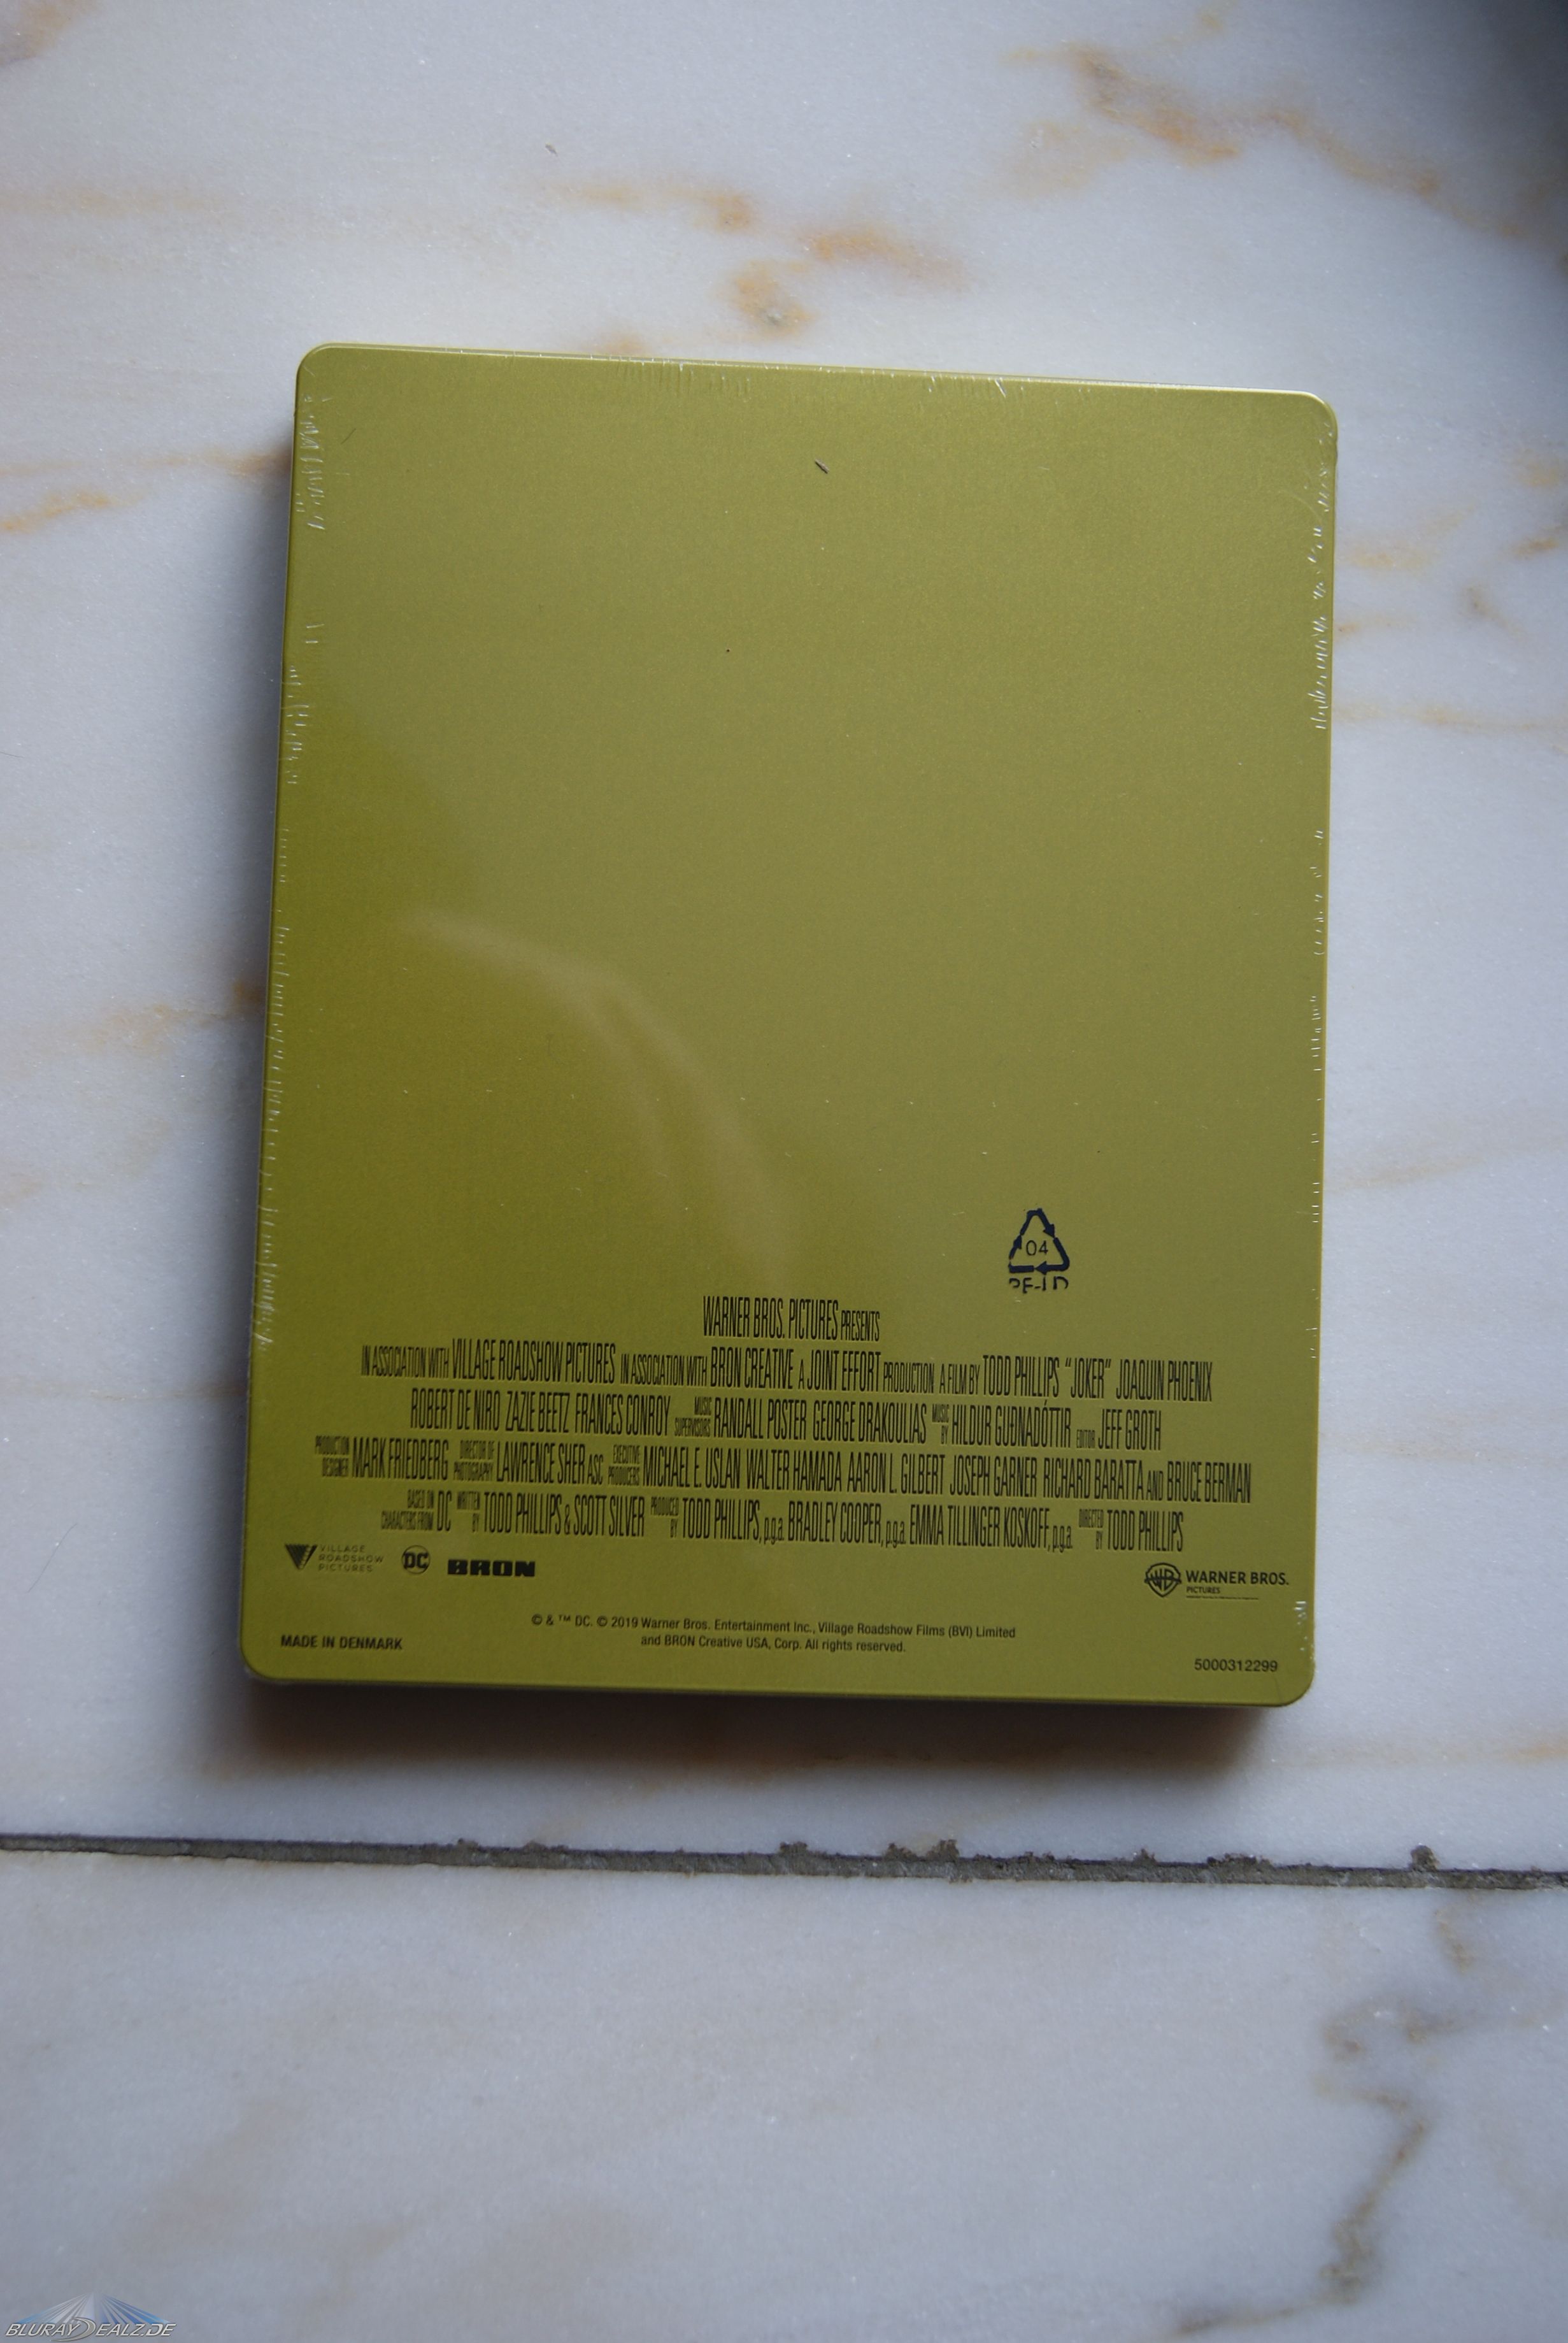 04
WARNER BROS. PICTURES PRESENTS
IN ASSOCIATION WITH VILLAGE ROADSHOW PICTURES IN ASSOCIATION WITH BRON CREATIVE A JOINT EFFORT PRODUCTION A FILM BY TODD PHILLIPS “JOKER” JOAQUIN PHOENIX
ROBERT DE NIRO ZAZIE BEETZ FRANCES CONROY MUSIC SUPERVISORS RANDALL POSTER GEORGE DRAKOULIAS MUSIC BY HILDUR GUÐNADÓTTIR EDITOR JEFF GROTH
PRODUCTION DESIGNER MARK FRIEDBERG DIRECTOR OF PHOTOGRAPHY LAWRENCE SHER ASC EXECUTIVE PRODUCERS MICHAEL E. USLAN WALTER HAMADA AARON L. GILBERT JOSEPH GARNER RICHARD BARATTA AND BRUCE BERMAN
BASED ON CHARACTERS FROM DC WRITTEN BY TODD PHILLIPS & SCOTT SILVER PRODUCED BY TODD PHILLIPS, p.g.a. BRADLEY COOPER, p.g.a. EMMA TILLINGER KOSKOFF, p.g.a. DIRECTED BY TODD PHILLIPS
VILLAGE ROADSHOW PICTURES DC BRON WB WARNER BROS. PICTURES
© & ™ DC. © 2019 Warner Bros. Entertainment Inc., Village Roadshow Films (BVI) Limited
and BRON Creative USA, Corp. All rights reserved.
MADE IN DENMARK
5000312299
BLURAYDEALZ.DE